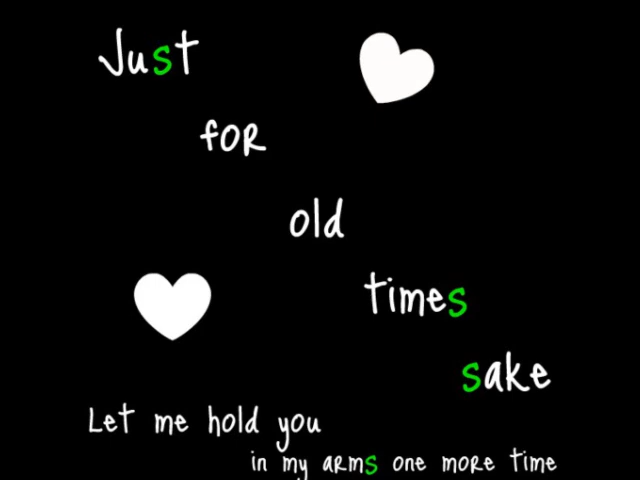 Just
for
old
times
sake
Let me hold you
in my arms one more time